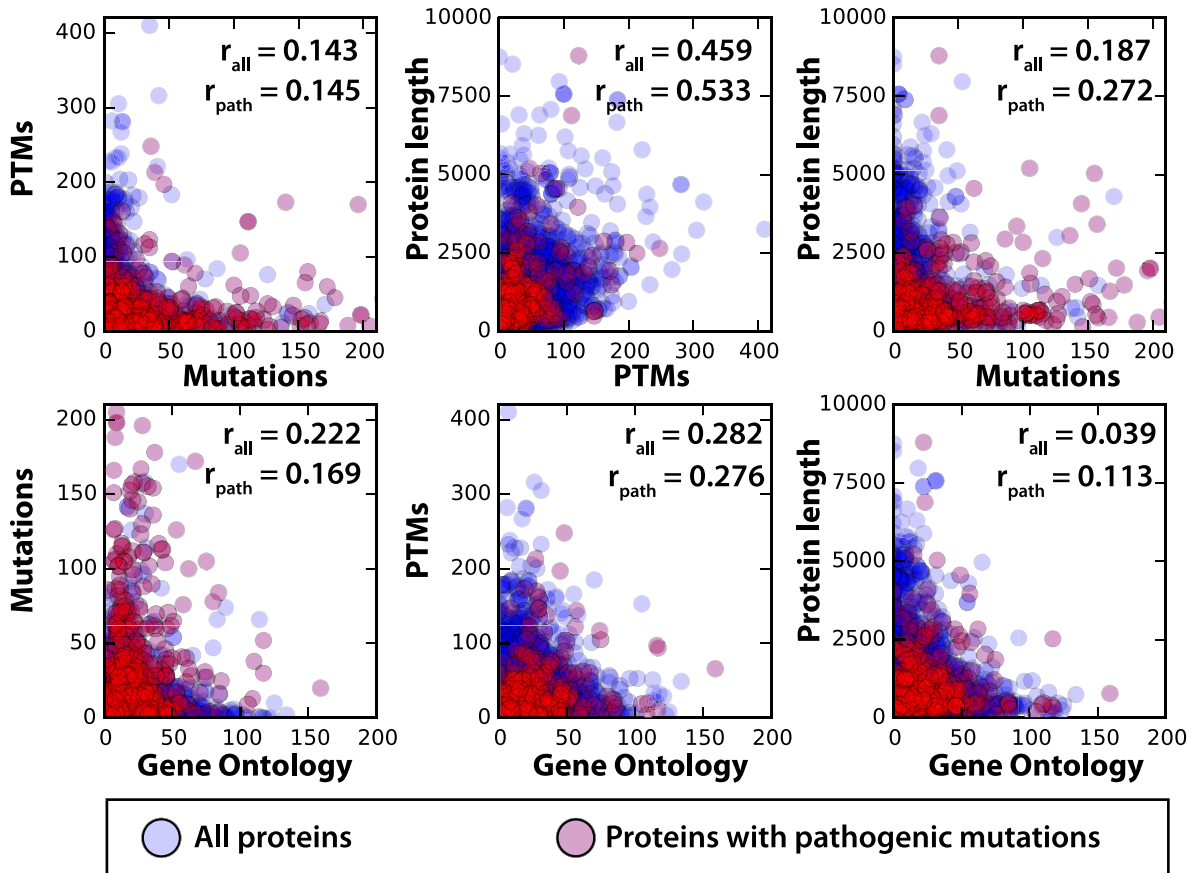 400
300
200
100
0
PTMs
r_all = 0.143
r_path = 0.145
0 50 100 150 200
Mutations
10000
7500
5000
2500
0
Protein length
r_all = 0.459
r_path = 0.533
0 100 200 300 400
PTMs
10000
7500
5000
2500
0
Protein length
r_all = 0.187
r_path = 0.272
0 50 100 150 200
Mutations
200
150
100
50
0
Mutations
r_all = 0.222
r_path = 0.169
0 50 100 150 200
Gene Ontology
400
300
200
100
0
PTMs
r_all = 0.282
r_path = 0.276
0 50 100 150 200
Gene Ontology
10000
7500
5000
2500
0
Protein length
r_all = 0.039
r_path = 0.113
0 50 100 150 200
Gene Ontology
All proteins
Proteins with pathogenic mutations